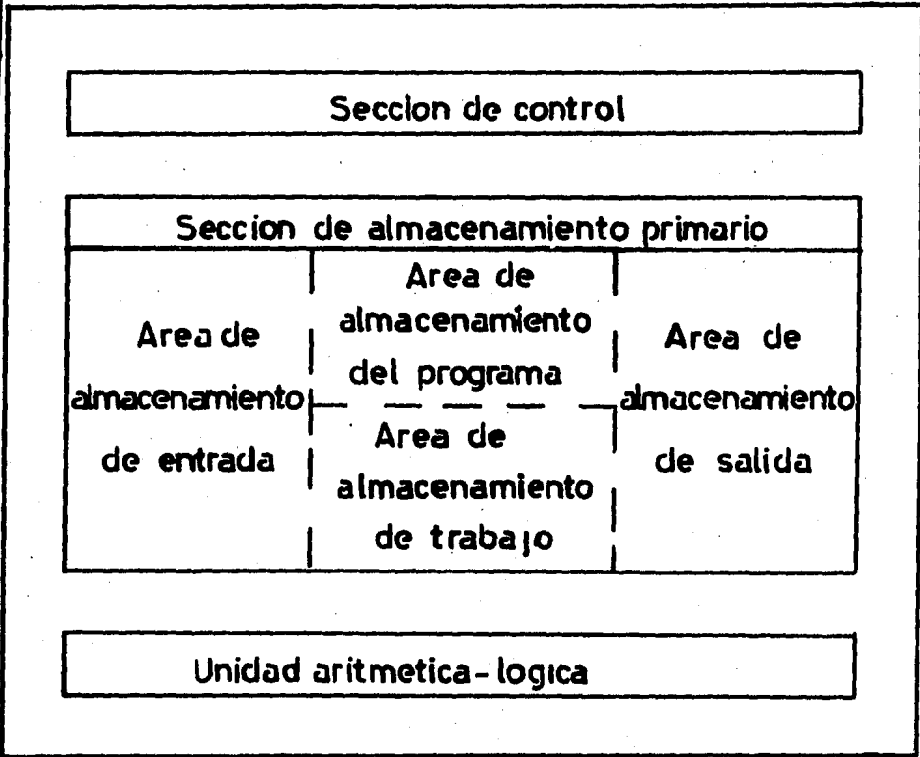 Seccion de control
Seccion de almacenamiento primario
Area de
almacenamiento
de entrada
Area de
almacenamiento
del programa
Area de
almacenamiento
de trabajo
Area de
almacenamiento
de salida
Unidad aritmetica-logica